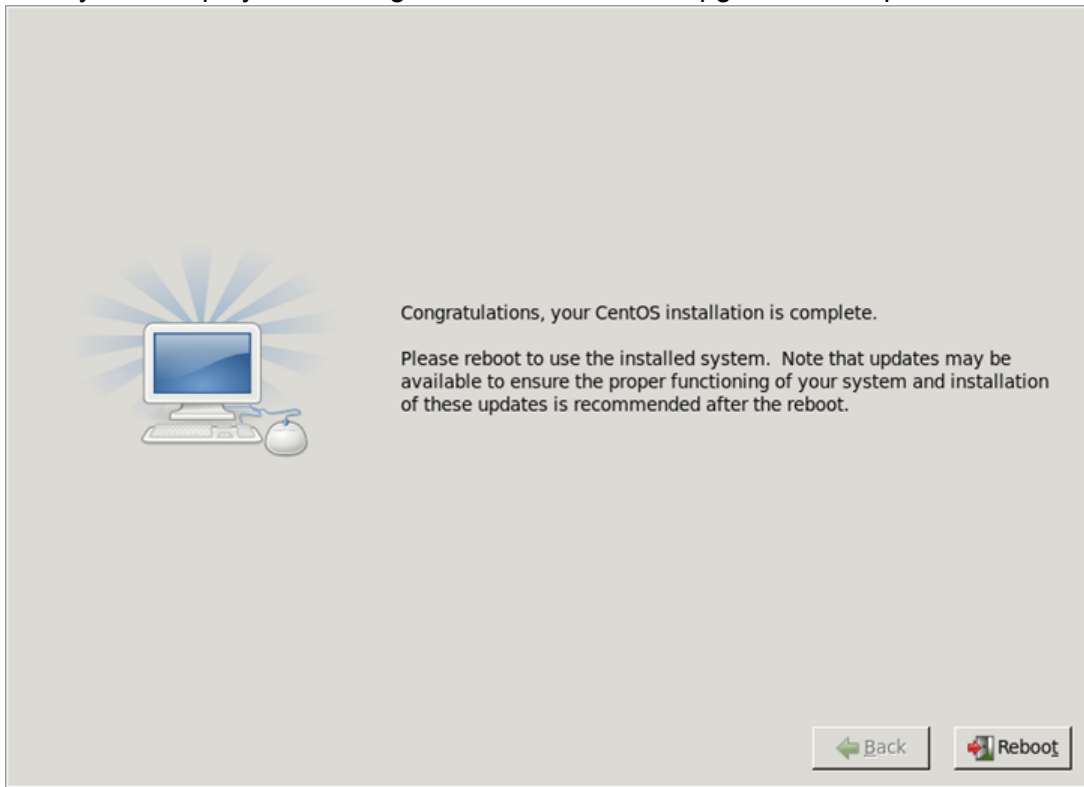 Congratulations, your CentOS installation is complete.
Please reboot to use the installed system.  Note that updates may be
available to ensure the proper functioning of your system and installation
of these updates is recommended after the reboot.
Back
Reboot